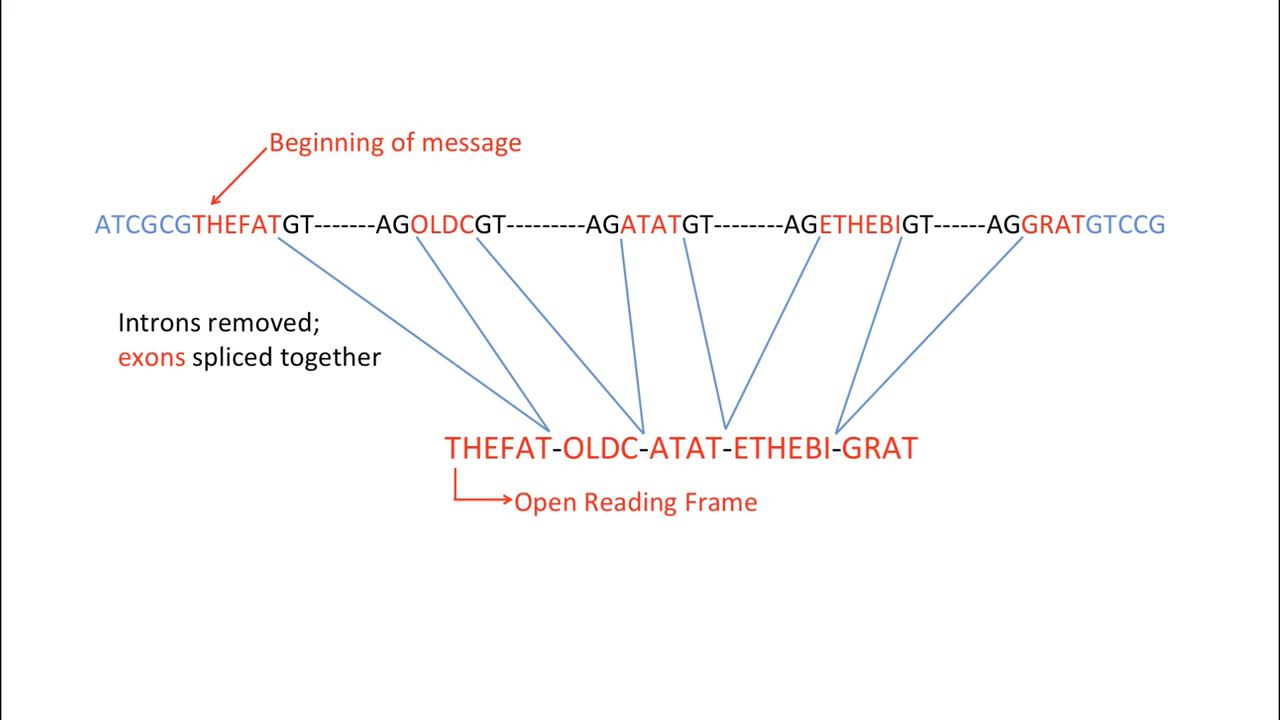 Beginning of message
ATCGCGTHEFATGT-------AGOLDCGT---------AGATATGT--------AGETHEBIGT------AGGRATGTCCG
Introns removed;
exons spliced together
THEFAT-OLDC-ATAT-ETHEBI-GRAT
Open Reading Frame